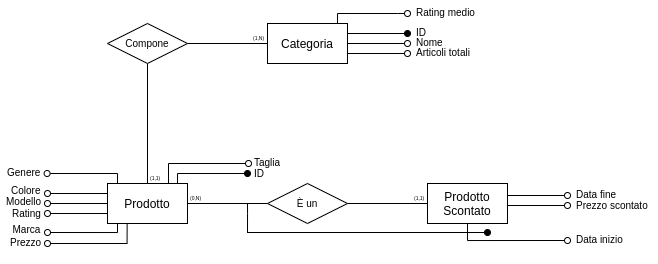 Rating medio
Compone
(1,N)
Categoria
ID
Nome
Articoli totali
Genere
(1,1)
Taglia
ID
Colore
Modello
Rating
Prodotto
(0,N)
È un
(1,1)
Prodotto
Scontato
Data fine
Prezzo scontato
Marca
Prezzo
Data inizio